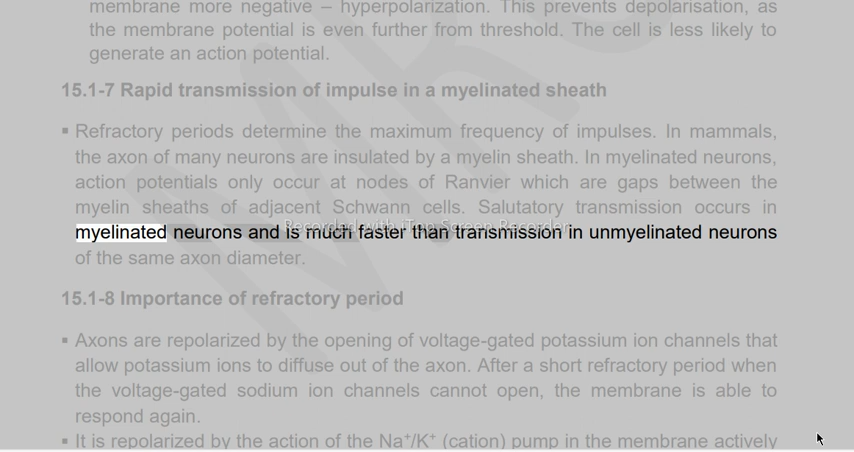 membrane more negative – hyperpolarization. This prevents depolarisation, as
the membrane potential is even further from threshold. The cell is less likely to
generate an action potential.
15.1-7 Rapid transmission of impulse in a myelinated sheath
▪ Refractory periods determine the maximum frequency of impulses. In mammals,
the axon of many neurons are insulated by a myelin sheath. In myelinated neurons,
action potentials only occur at nodes of Ranvier which are gaps between the
myelin sheaths of adjacent Schwann cells. Salutatory transmission occurs in
myelinated neurons and is much faster than transmission in unmyelinated neurons
Recorded with iTop Screen Recorder
of the same axon diameter.
15.1-8 Importance of refractory period
▪ Axons are repolarized by the opening of voltage-gated potassium ion channels that
allow potassium ions to diffuse out of the axon. After a short refractory period when
the voltage-gated sodium ion channels cannot open, the membrane is able to
respond again.
▪ It is repolarized by the action of the Na⁺/K⁺ (cation) pump in the membrane actively